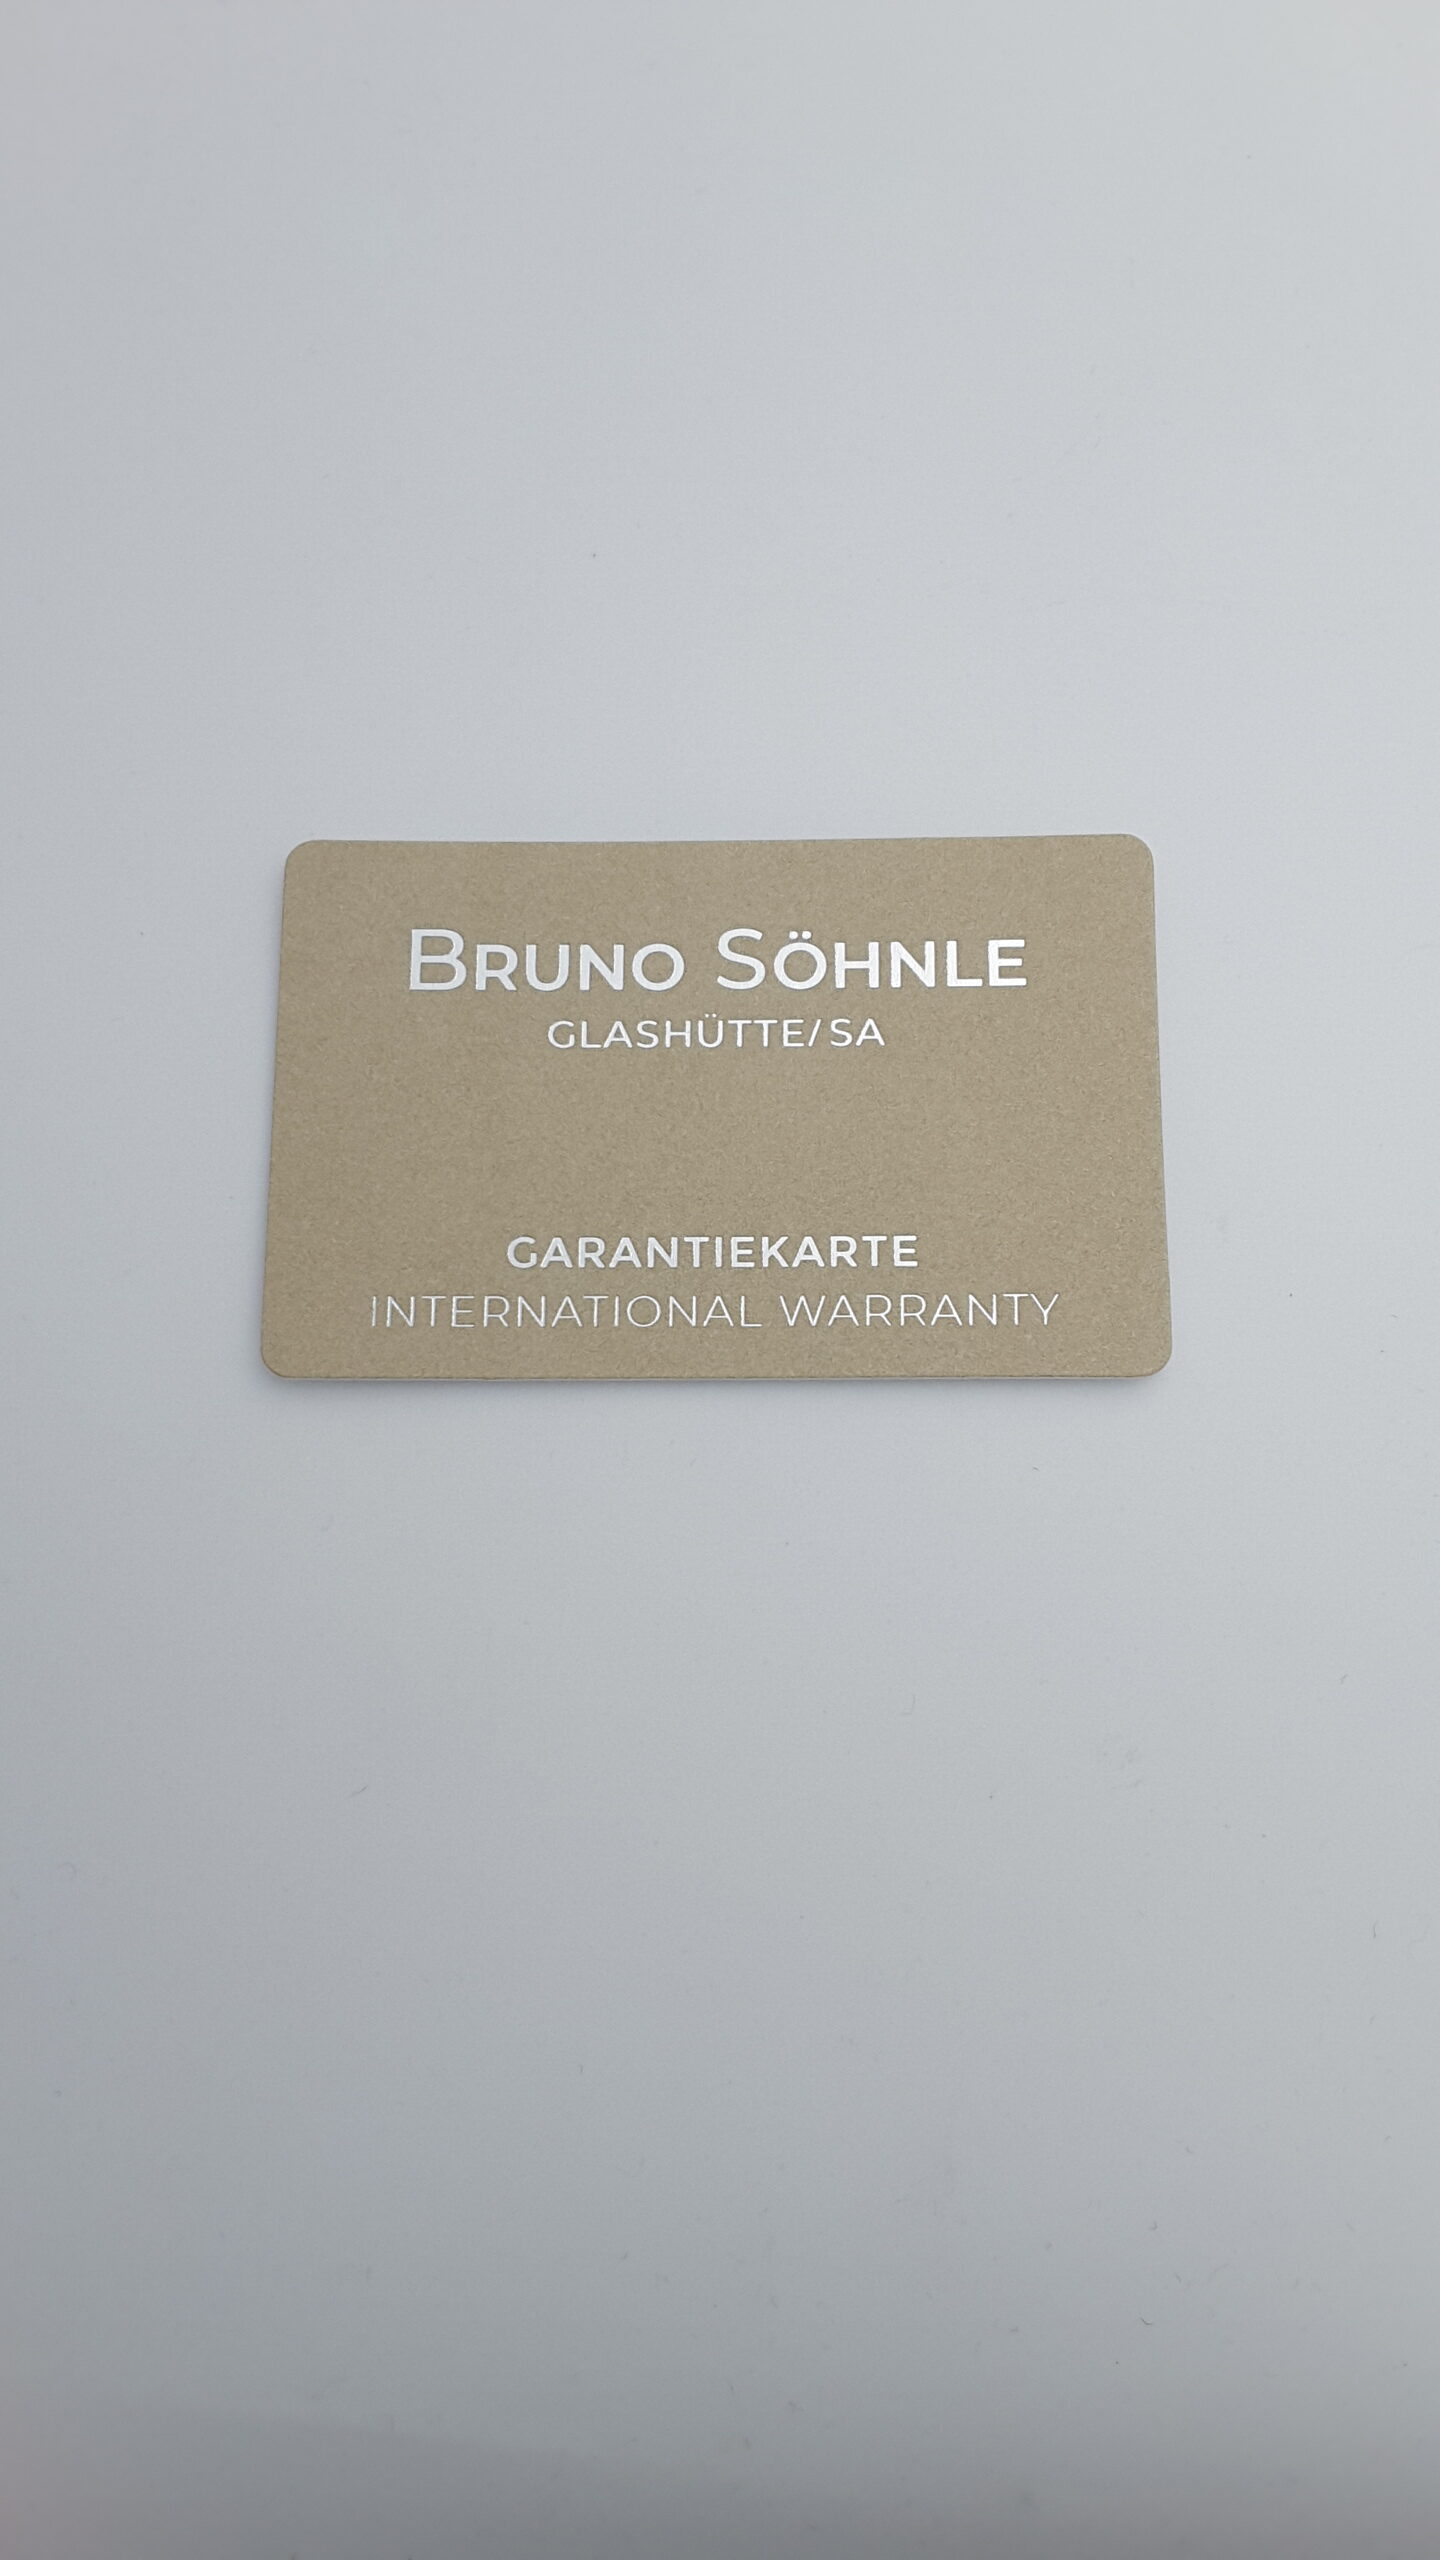 BRUNO SÖHNLE
GLASHÜTTE/SA
GARANTIEKARTE
INTERNATIONAL WARRANTY